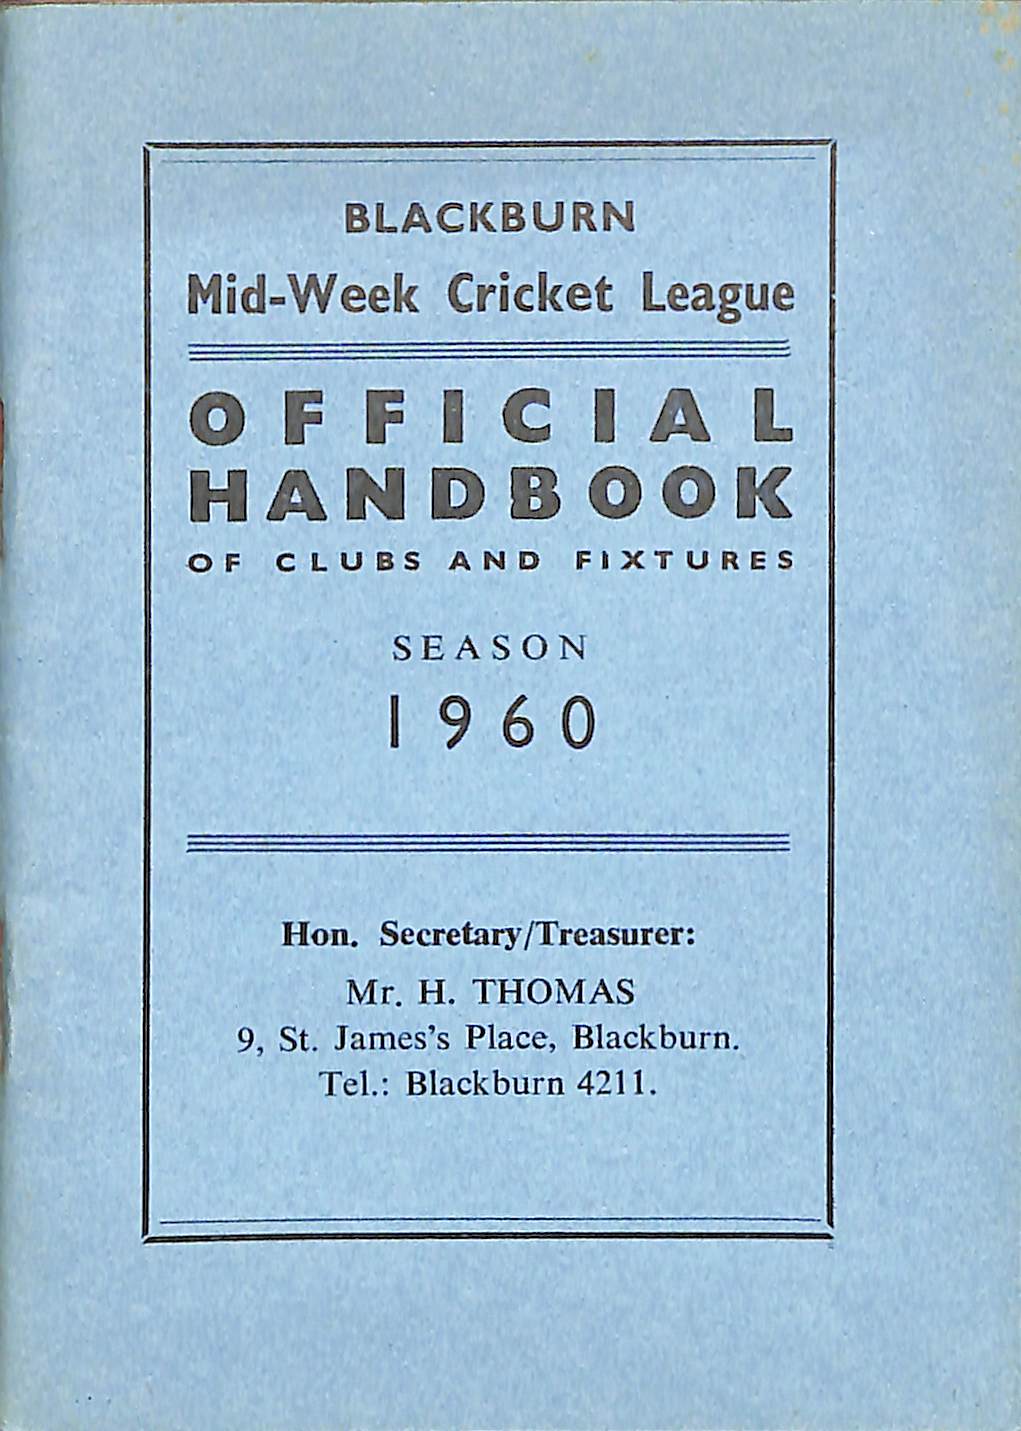 BLACKBURN
Mid-Week Cricket League
OFFICIAL
HANDBOOK
OF CLUBS AND FIXTURES
SEASON
1960
Hon. Secretary/Treasurer:
Mr. H. THOMAS
9, St. James's Place, Blackburn.
Tel.: Blackburn 4211.